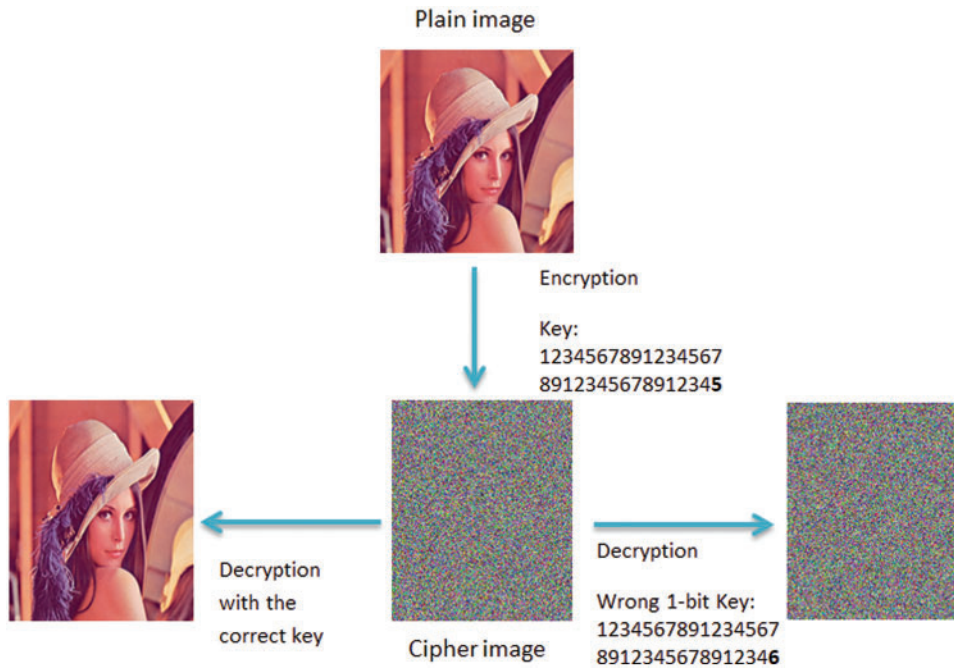 Plain image
Encryption
Key:
1234567891234567
8912345678912345
Decryption
with the
correct key
Cipher image
Decryption
Wrong 1-bit Key:
1234567891234567
8912345678912346